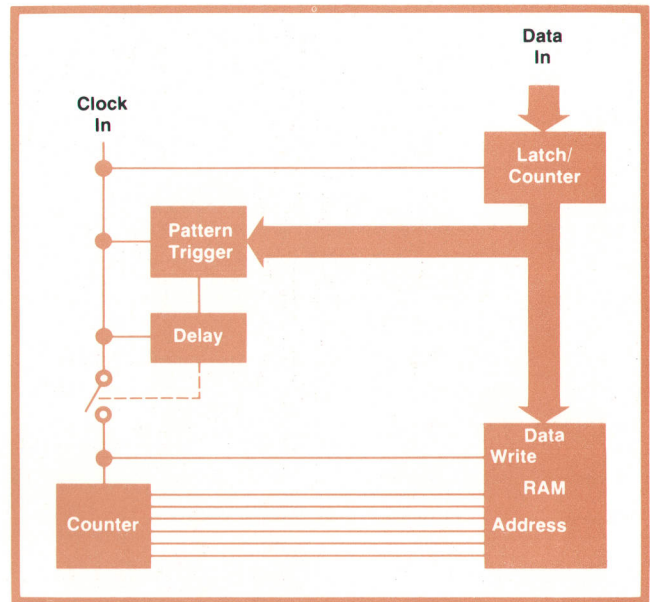 Data
In
Clock
In
Latch/
Counter
Pattern
Trigger
Delay
Data
Write
RAM
Counter
Address